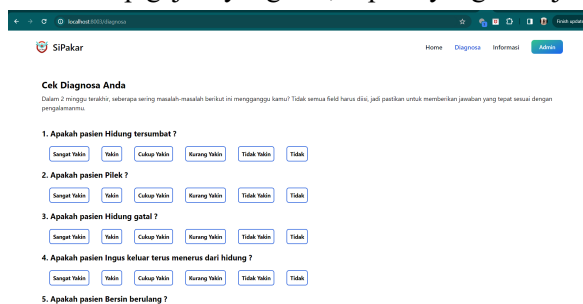 localhost:8000/diagnosa
Finish update
SiPakar
Home Diagnosa Informasi Admin
Cek Diagnosa Anda
Dalam 2 minggu terakhir, seberapa sering masalah-masalah berikut ini mengganggu kamu? Tidak semua field harus diisi, jadi pastikan untuk memberikan jawaban yang tepat sesuai dengan
pengalamanmu.
1. Apakah pasien Hidung tersumbat ?
Sangat Yakin Yakin Cukup Yakin Kurang Yakin Tidak Yakin Tidak
2. Apakah pasien Pilek ?
Sangat Yakin Yakin Cukup Yakin Kurang Yakin Tidak Yakin Tidak
3. Apakah pasien Hidung gatal ?
Sangat Yakin Yakin Cukup Yakin Kurang Yakin Tidak Yakin Tidak
4. Apakah pasien Ingus keluar terus menerus dari hidung ?
Sangat Yakin Yakin Cukup Yakin Kurang Yakin Tidak Yakin Tidak
5. Apakah pasien Bersin berulang ?